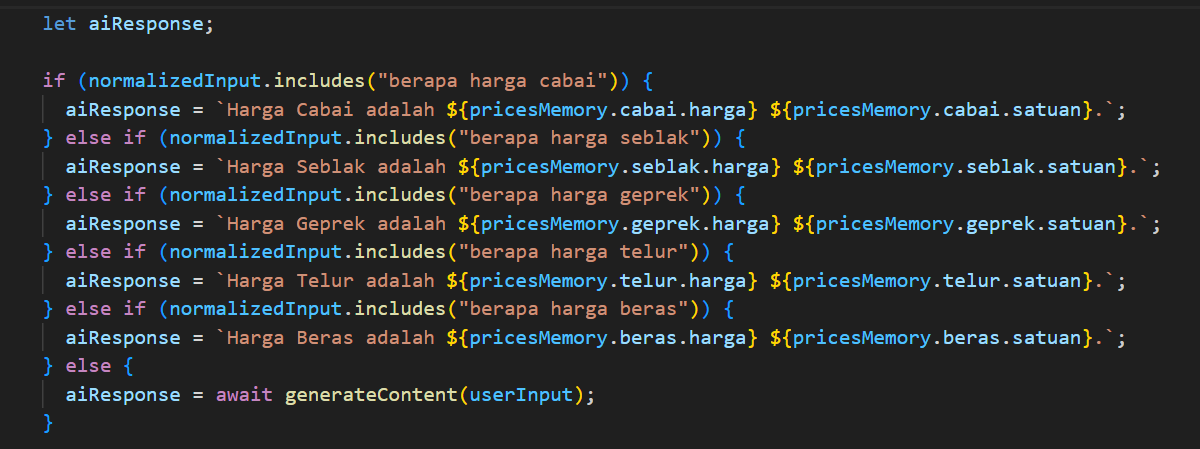 let aiResponse;
if (normalizedInput.includes("berapa harga cabai")) {
aiResponse = `Harga Cabai adalah ${pricesMemory.cabai.harga} ${pricesMemory.cabai.satuan}.`;
} else if (normalizedInput.includes("berapa harga seblak")) {
aiResponse = `Harga Seblak adalah ${pricesMemory.seblak.harga} ${pricesMemory.seblak.satuan}.`;
} else if (normalizedInput.includes("berapa harga geprek")) {
aiResponse = `Harga Geprek adalah ${pricesMemory.geprek.harga} ${pricesMemory.geprek.satuan}.`;
} else if (normalizedInput.includes("berapa harga telur")) {
aiResponse = `Harga Telur adalah ${pricesMemory.telur.harga} ${pricesMemory.telur.satuan}.`;
} else if (normalizedInput.includes("berapa harga beras")) {
aiResponse = `Harga Beras adalah ${pricesMemory.beras.harga} ${pricesMemory.beras.satuan}.`;
} else {
aiResponse = await generateContent(userInput);
}